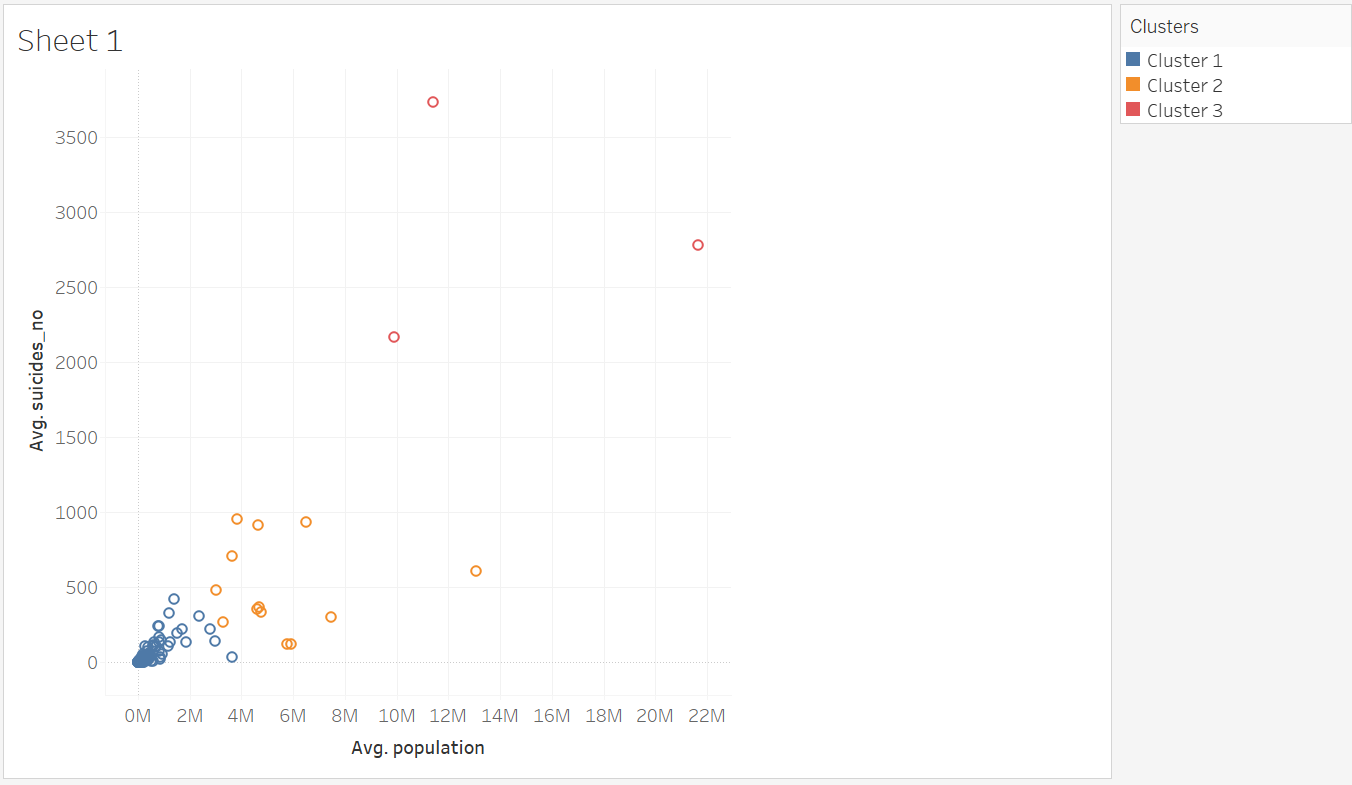 Sheet 1
Clusters
Cluster 1
Cluster 2
Cluster 3
3500
3000
2500
2000
1500
1000
500
0
Avg. suicides_no
0M 2M 4M 6M 8M 10M 12M 14M 16M 18M 20M 22M
Avg. population